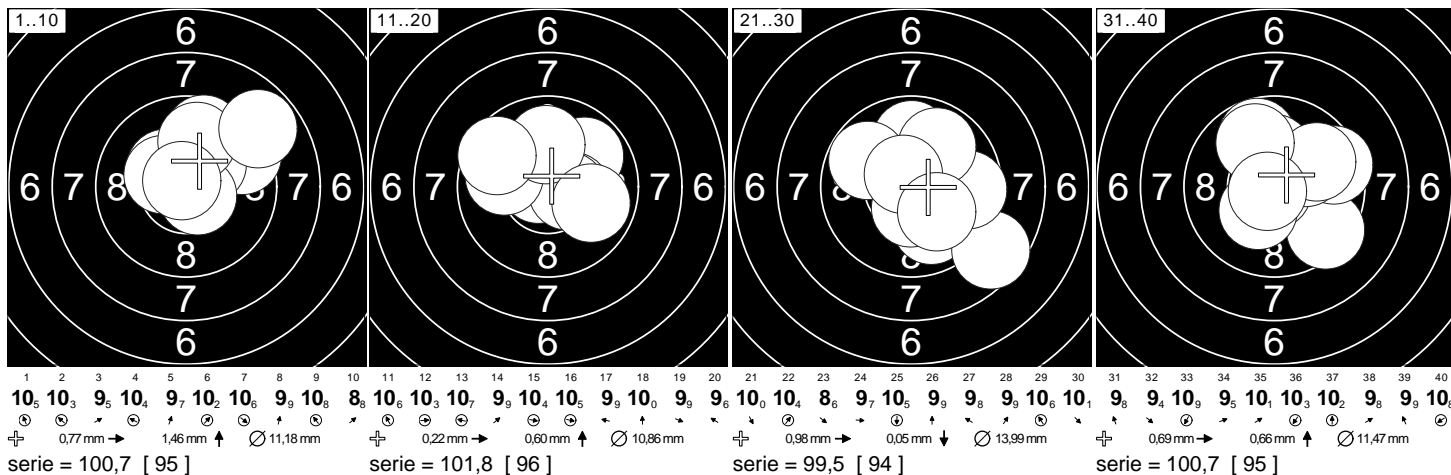 1..10
6
7
6 7 8 8 7 6
8
7
6
1 2 3 4 5 6 7 8 9 10
10₅ 10₃ 9₅ 10₄ 9₇ 10₂ 10₆ 9₉ 10₈ 8₈
0,77 mm 1,46 mm 11,18 mm
serie = 100,7 [ 95 ]
11..20
6
7
6 7 7 6
8
7
6
11 12 13 14 15 16 17 18 19 20
10₆ 10₃ 10₇ 9₉ 10₄ 10₅ 9₉ 10₀ 9₉ 9₆
0,22 mm 0,60 mm 10,86 mm
serie = 101,8 [ 96 ]
21..30
6
7
6 7 8 7 6
8
7
6
21 22 23 24 25 26 27 28 29 30
10₀ 10₄ 8₆ 9₇ 10₅ 9₉ 9₈ 9₉ 10₆ 10₁
0,98 mm 0,05 mm 13,99 mm
serie = 99,5 [ 94 ]
31..40
6
7
6 7 8 7 6
8
7
6
31 32 33 34 35 36 37 38 39 40
9₈ 9₄ 10₉ 9₅ 10₁ 10₃ 10₂ 9₈ 9₉ 10₈
0,69 mm 0,66 mm 11,47 mm
serie = 100,7 [ 95 ]